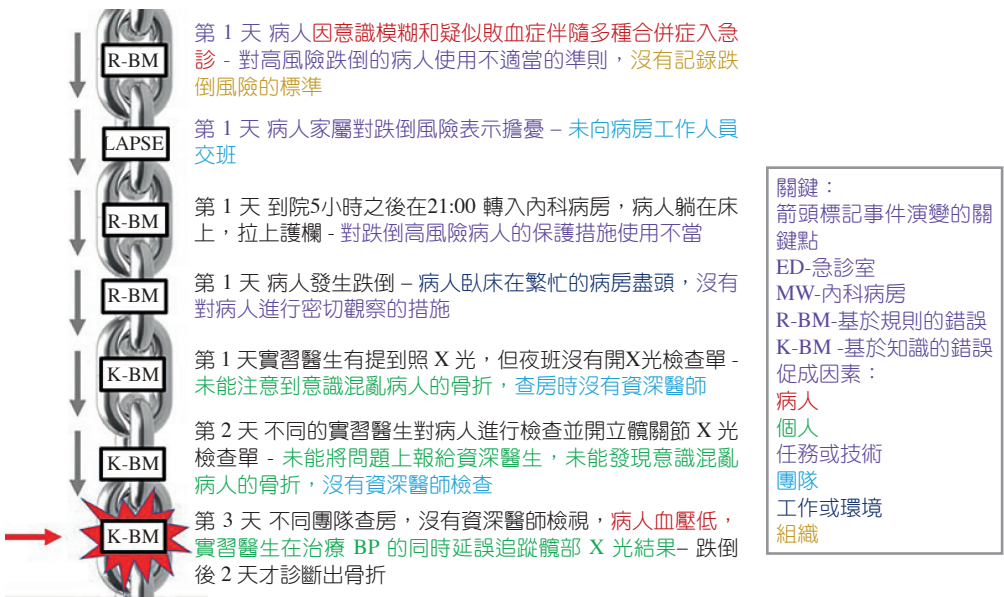 R-BM
第 1 天 病人因意識模糊和疑似敗血症伴隨多種合併症入急
診 - 對高風險跌倒的病人使用不適當的準則，沒有記錄跌
倒風險的標準
LAPSE
第 1 天 病人家屬對跌倒風險表示擔憂 – 未向病房工作人員
交班
R-BM
第 1 天 到院5小時之後在21:00 轉入內科病房，病人躺在床
上，拉上護欄 - 對跌倒高風險病人的保護措施使用不當
R-BM
第 1 天 病人發生跌倒 – 病人臥床在繁忙的病房盡頭，沒有
對病人進行密切觀察的措施
K-BM
第 1 天實習醫生有提到照 X 光，但夜班沒有開X光檢查單 -
未能注意到意識混亂病人的骨折，查房時沒有資深醫師
K-BM
第 2 天 不同的實習醫生對病人進行檢查並開立髖關節 X 光
檢查單 - 未能將問題上報給資深醫生，未能發現意識混亂
病人的骨折，沒有資深醫師檢查
K-BM
第 3 天 不同團隊查房，沒有資深醫師檢視，病人血壓低，
實習醫生在治療 BP 的同時延誤追蹤髖部 X 光結果– 跌倒
後 2 天才診斷出骨折
關鍵：
箭頭標記事件演變的關
鍵點
ED-急診室
MW-內科病房
R-BM-基於規則的錯誤
K-BM -基於知識的錯誤
促成因素：
病人
個人
任務或技術
團隊
工作或環境
組織